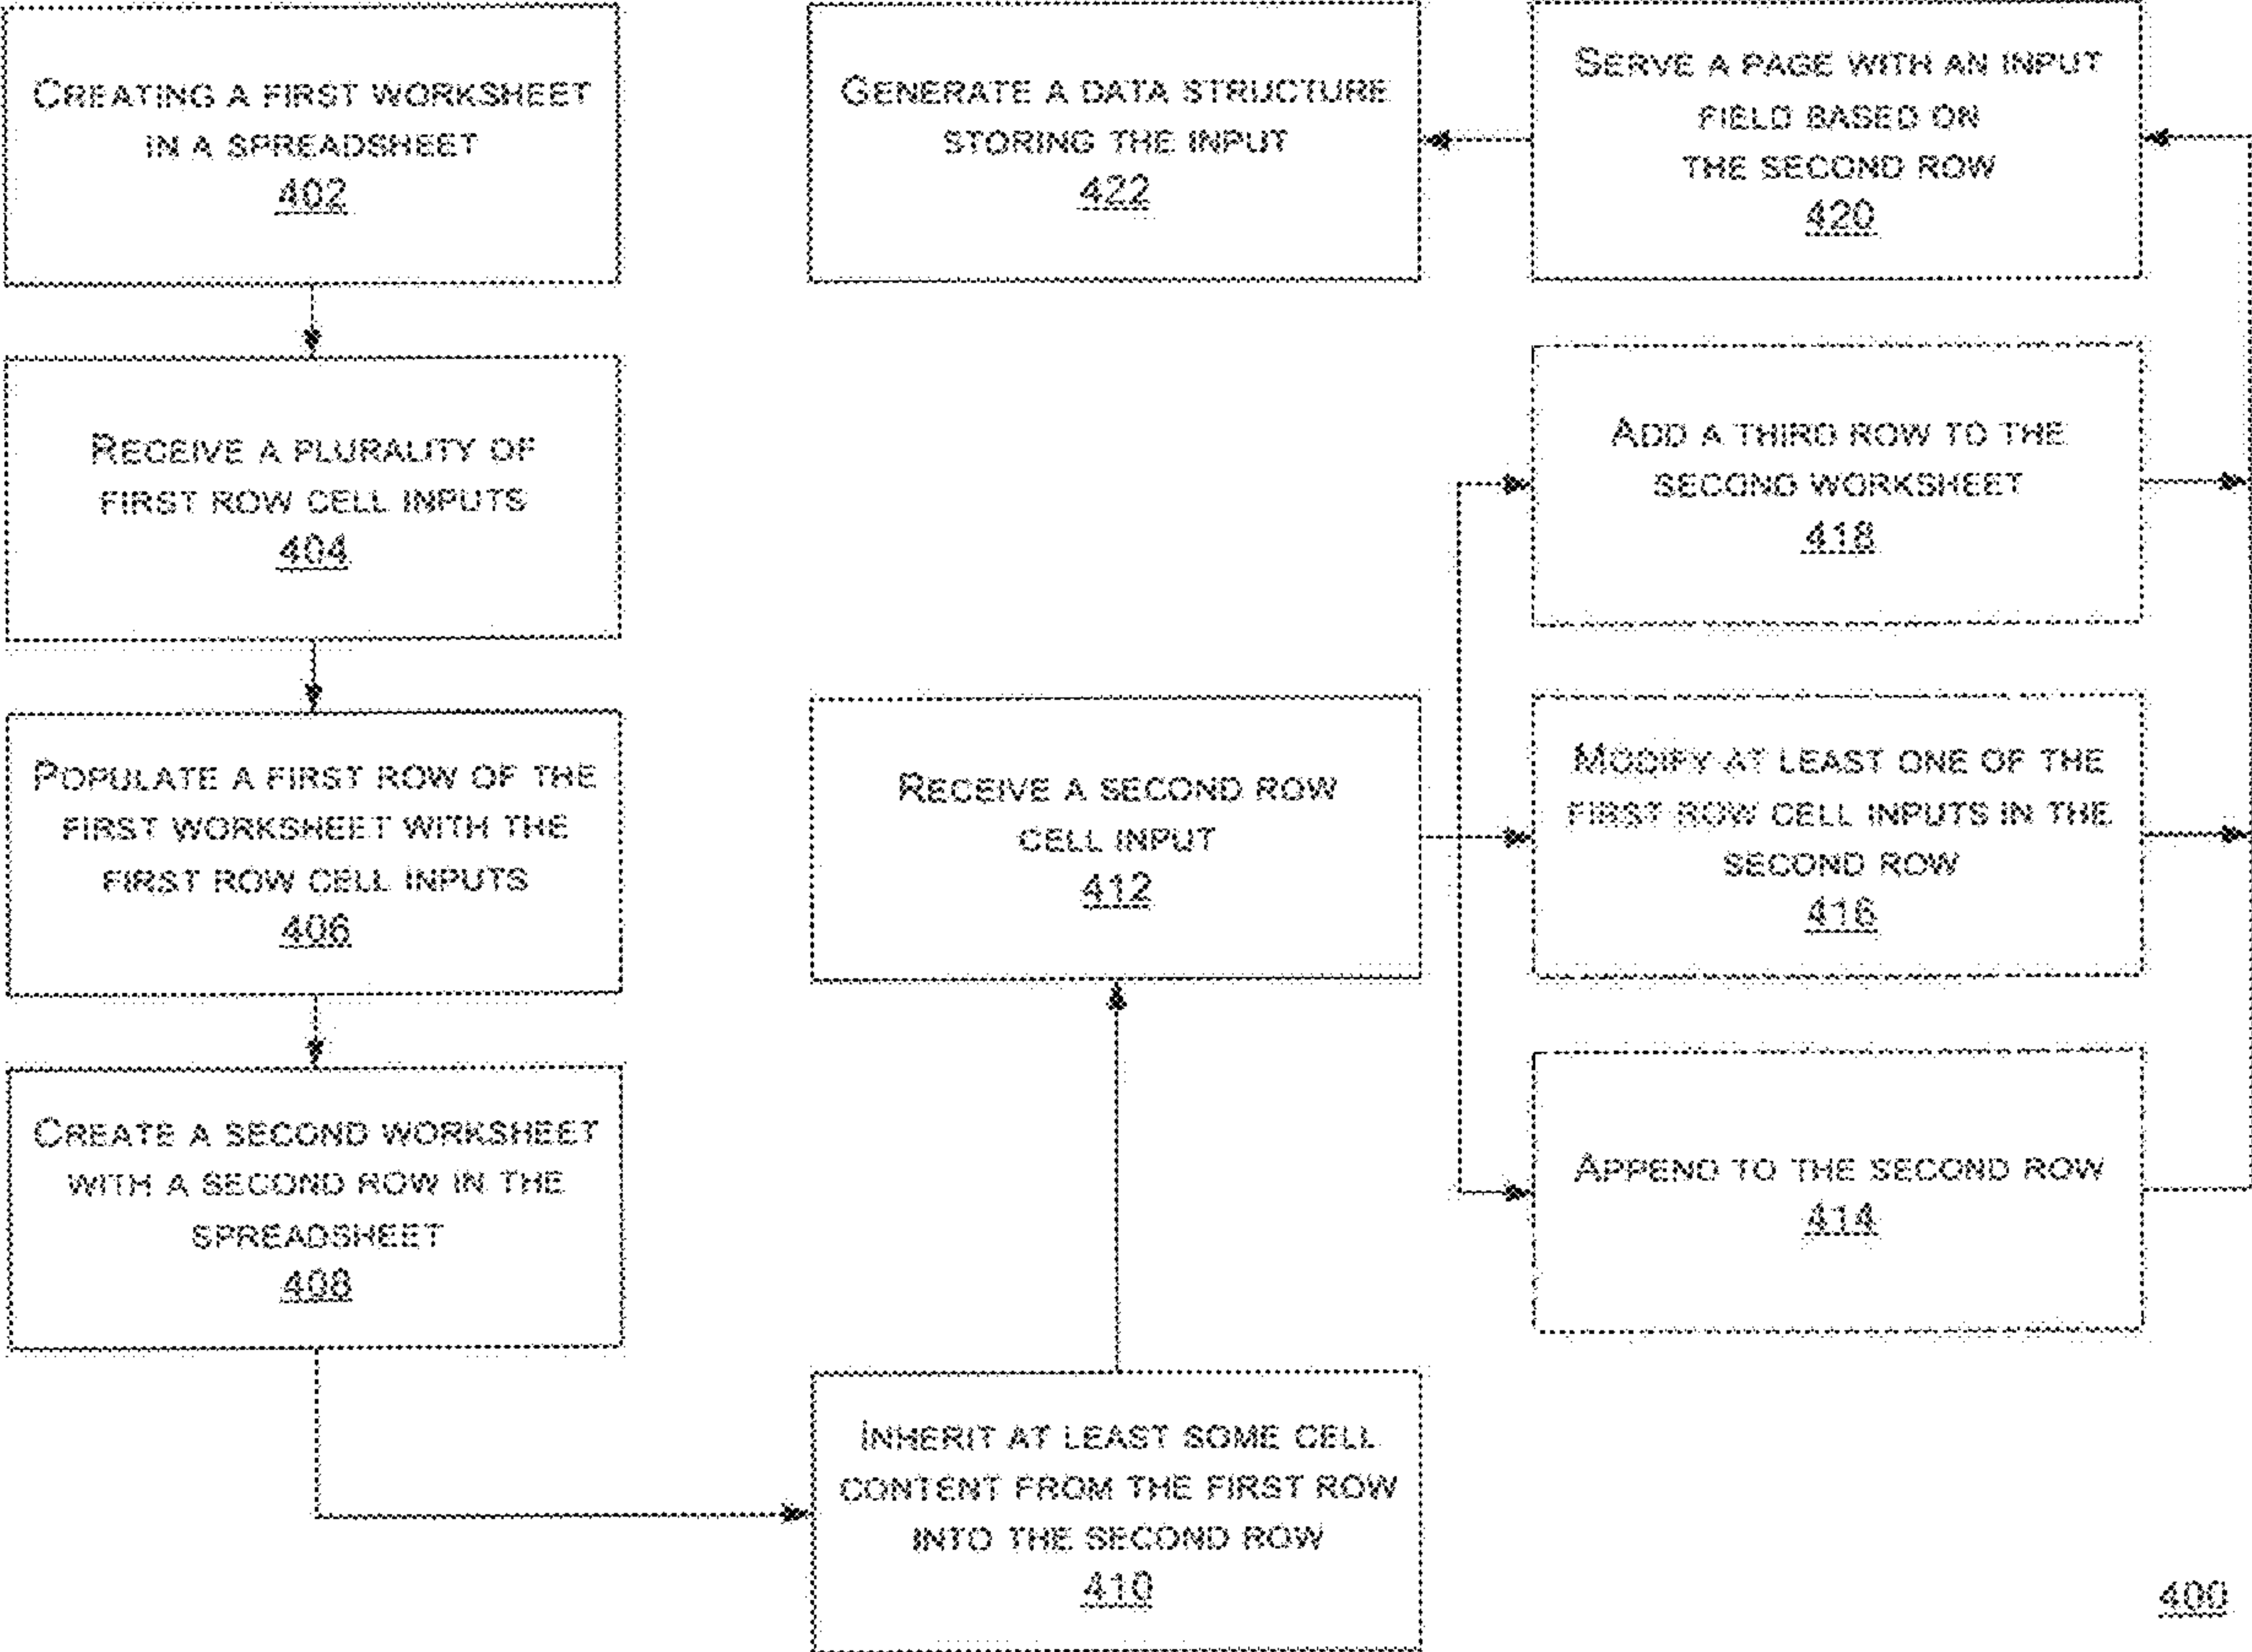 CREATING A FIRST WORKSHEET
IN A SPREADSHEET
402
RECEIVE A PLURALITY OF
FIRST ROW CELL INPUTS
404
POPULATE A FIRST ROW OF THE
FIRST WORKSHEET WITH THE
FIRST ROW CELL INPUTS
406
CREATE A SECOND WORKSHEET
WITH A SECOND ROW IN THE
SPREADSHEET
408
INHERIT AT LEAST SOME CELL
CONTENT FROM THE FIRST ROW
INTO THE SECOND ROW
410
RECEIVE A SECOND ROW
CELL INPUT
412
APPEND TO THE SECOND ROW
414
MODIFY AT LEAST ONE OF THE
FIRST ROW CELL INPUTS IN THE
SECOND ROW
416
ADD A THIRD ROW TO THE
SECOND WORKSHEET
418
SERVE A PAGE WITH AN INPUT
FIELD BASED ON
THE SECOND ROW
420
GENERATE A DATA STRUCTURE
STORING THE INPUT
422
400